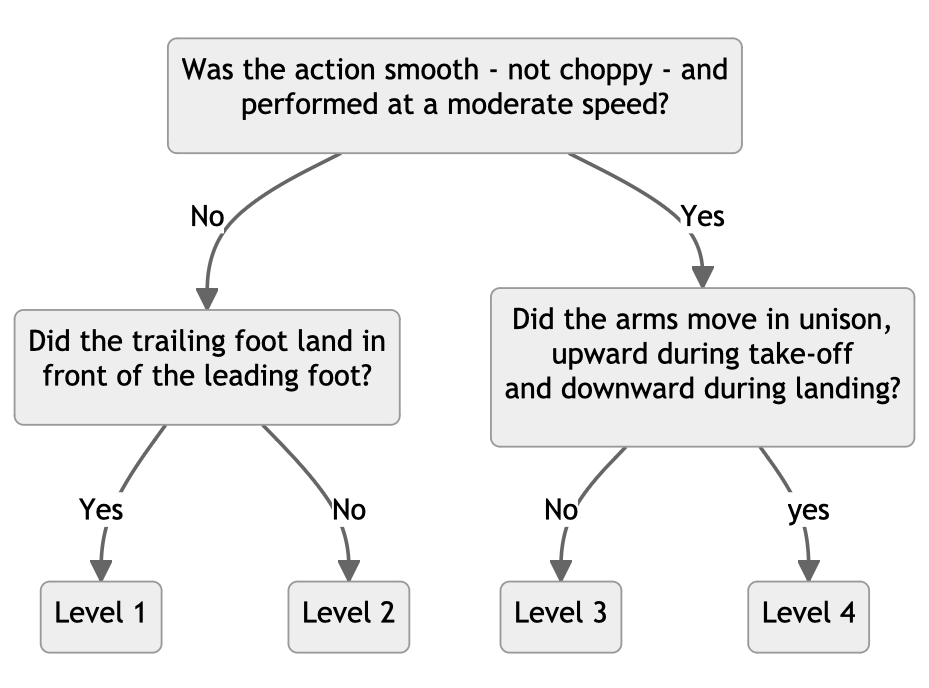 Was the action smooth - not choppy - and
performed at a moderate speed?
No
Yes
Did the trailing foot land in
front of the leading foot?
Did the arms move in unison,
upward during take-off
and downward during landing?
Yes
No
No
yes
Level 1
Level 2
Level 3
Level 4